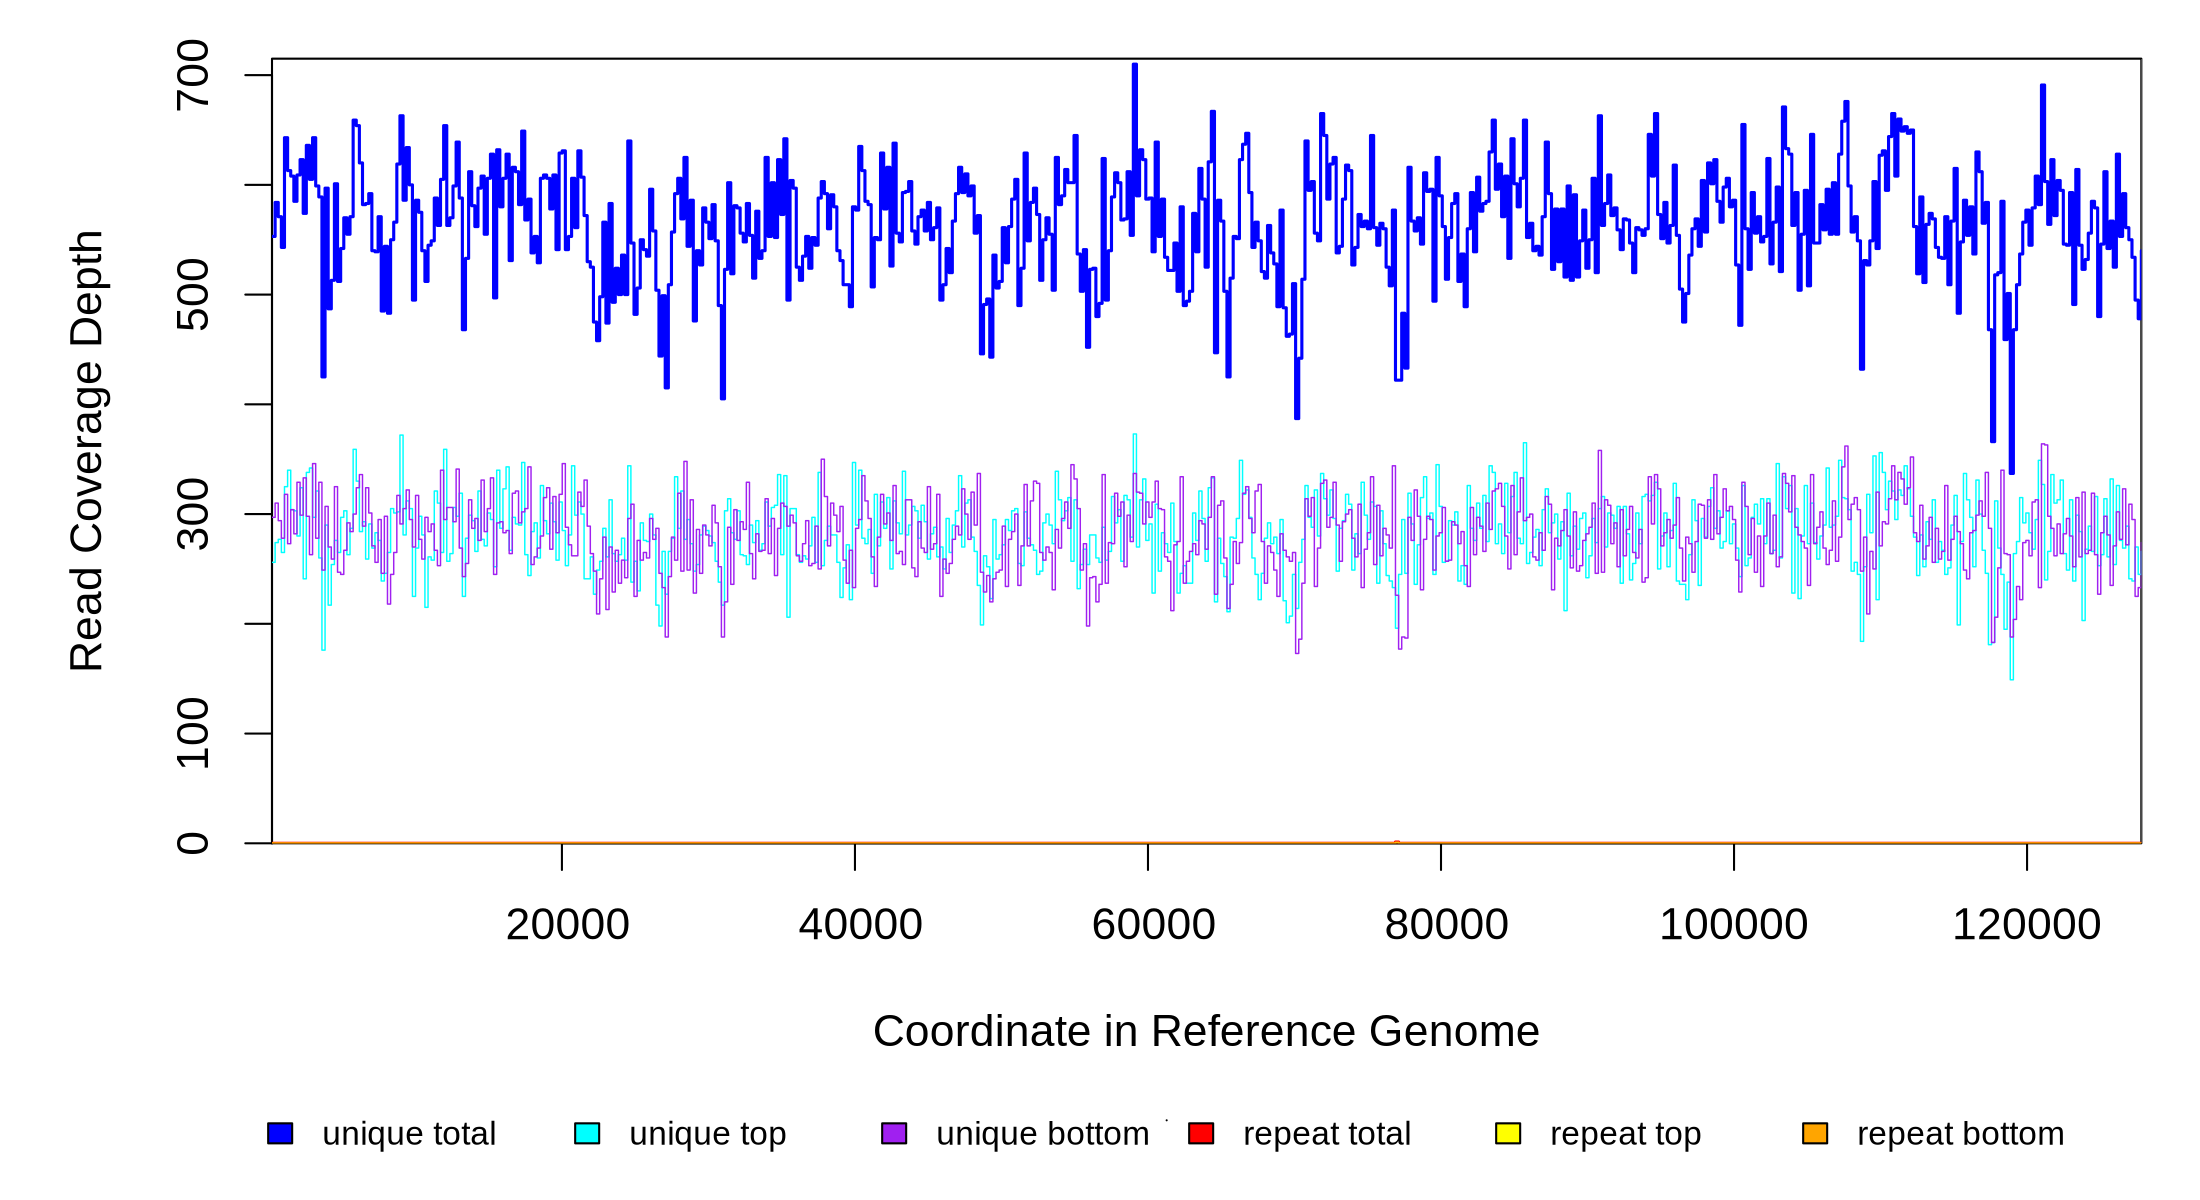 Read Coverage Depth
700
500
300
100
0
20000 40000 60000 80000 100000 120000
Coordinate in Reference Genome
unique total unique top unique bottom repeat total repeat top repeat bottom